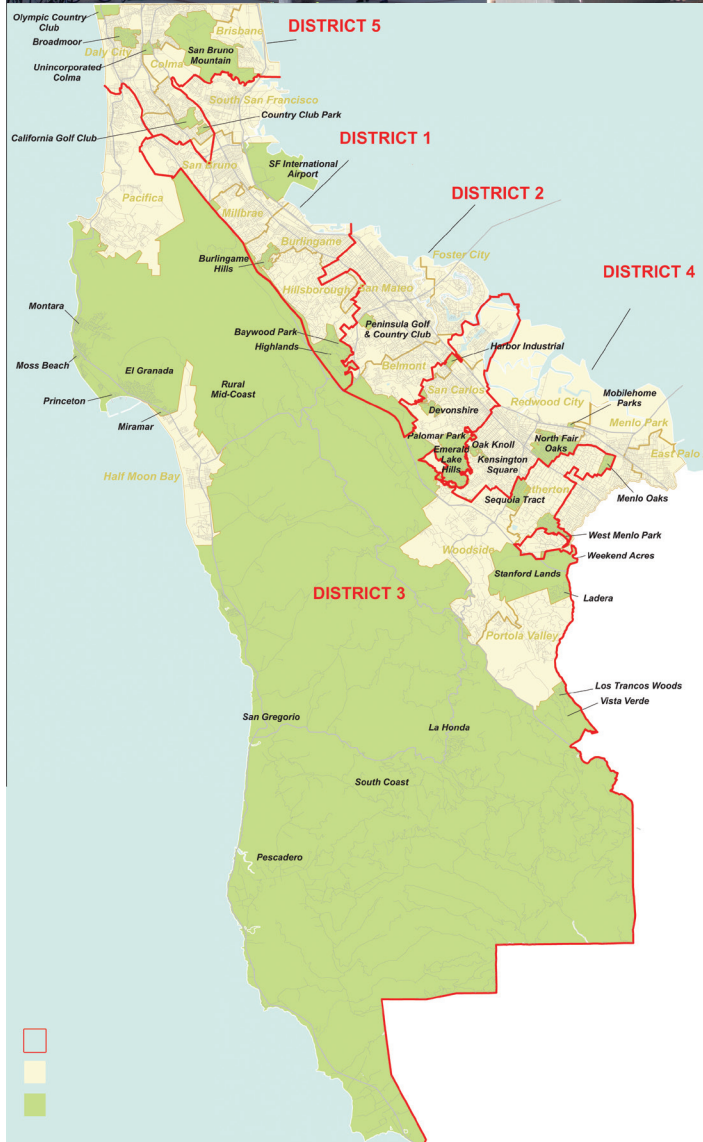 Olympic Country
Club
Broadmoor
Daly City
Unincorporated
Colma
Colma
Brisbane
DISTRICT 5
San Bruno
Mountain
South San Francisco
Country Club Park
California Golf Club
DISTRICT 1
San Bruno
SF International
Airport
Pacifica
Millbrae
DISTRICT 2
Burlingame
Burlingame
Hills
Foster City
Hillsborough
San Mateo
DISTRICT 4
Montara
Baywood Park
Peninsula Golf
& Country Club
Highlands
Harbor Industrial
Moss Beach
El Granada
Belmont
Rural
Mid-Coast
San Carlos
Redwood City
Mobilehome
Parks
Princeton
Devonshire
Menlo Park
Miramar
Palomar Park
Oak Knoll
North Fair
Oaks
Emerald
Lake
Hills
Kensington
Square
East Palo
Half Moon Bay
Menlo Oaks
Sequoia Tract
therton
West Menlo Park
Woodside
Weekend Acres
Stanford Lands
DISTRICT 3
Ladera
Portola Valley
Los Trancos Woods
Vista Verde
San Gregorio
La Honda
South Coast
Pescadero